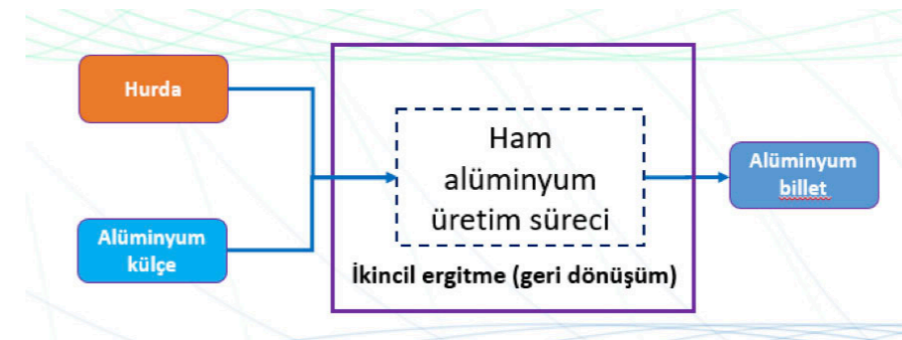 Hurda
Alüminyum
külçe
Ham
alüminyum
üretim süreci
İkincil ergitme (geri dönüşüm)
Alüminyum
billet